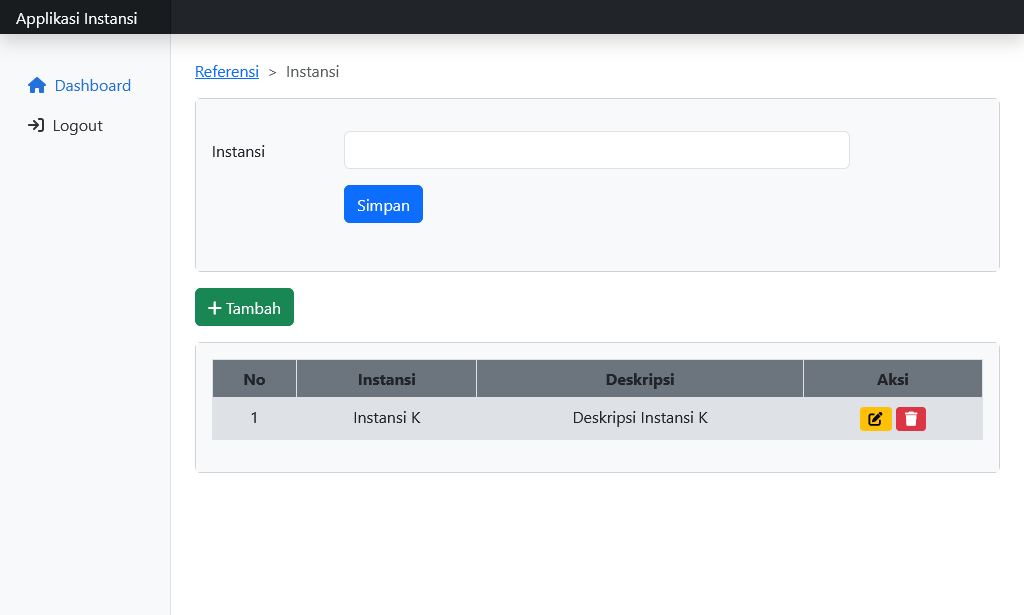 Applikasi Instansi
Dashboard
Logout
Referensi > Instansi
Instansi
Simpan
Tambah
No Instansi Deskripsi Aksi
1 Instansi K Deskripsi Instansi K